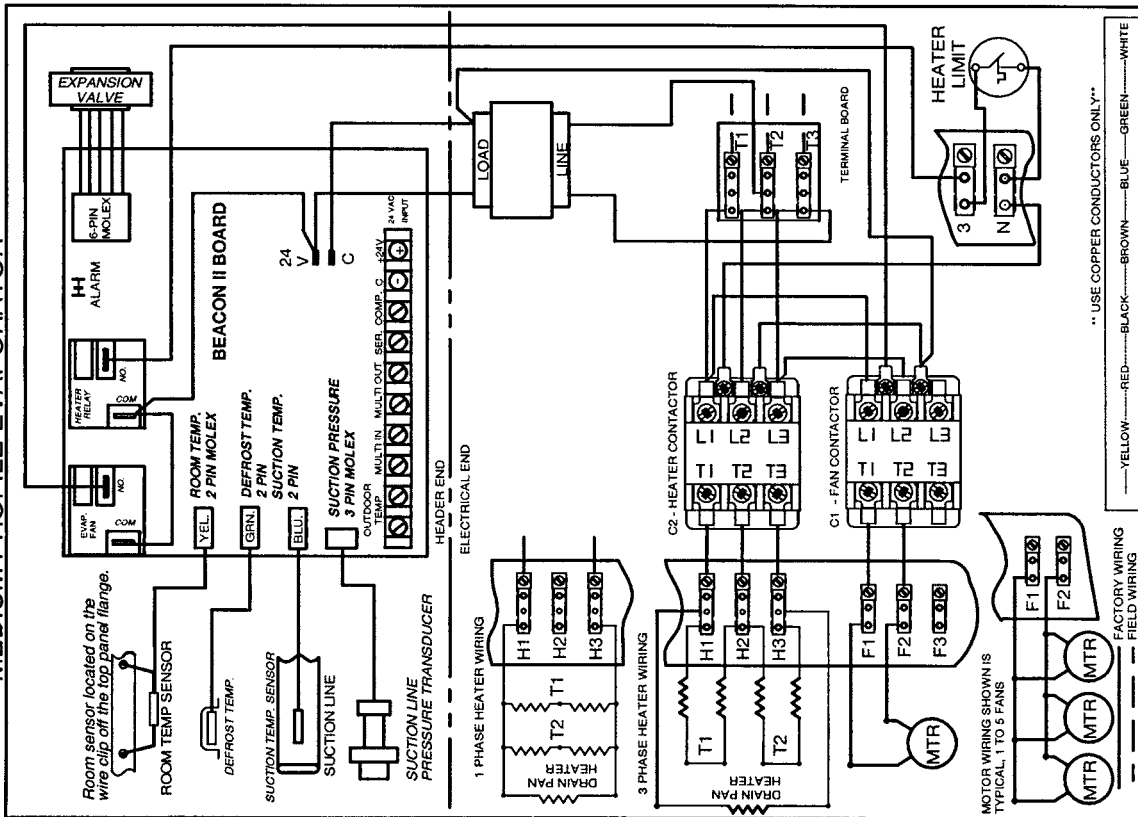 EXPANSION
VALVE
6-PIN
MOLEX
ALARM
HEATER
RELAY
NO.
COM
EVAP.
FAN
NO.
COM
BEACON II BOARD
24
V
C
ROOM TEMP.
2 PIN MOLEX
DEFROST TEMP.
2 PIN
SUCTION TEMP.
2 PIN
SUCTION PRESSURE
3 PIN MOLEX
YEL.
GRN.
BLU.
OUTDOOR
TEMP
MULTI IN
MULTI OUT
SER.
COMP.
C
+24V
24 VAC
INPUT
Room sensor located on the
wire clip off the top panel flange.
ROOM TEMP SENSOR
DEFROST TEMP.
SUCTION TEMP. SENSOR
SUCTION LINE
SUCTION LINE
PRESSURE TRANSDUCER
HEADER END
ELECTRICAL END
LOAD
LINE
T1
T2
T3
TERMINAL BOARD
HEATER
LIMIT
3
N
C2 - HEATER CONTACTOR
L1
L2
L3
T1
T2
T3
C1 - FAN CONTACTOR
L1
L2
L3
T1
T2
T3
1 PHASE HEATER WIRING
H1
H2
H3
T1
T2
DRAIN PAN
HEATER
3 PHASE HEATER WIRING
H1
H2
H3
T1
T2
DRAIN PAN
HEATER
F1
F2
F3
MTR
MOTOR WIRING SHOWN IS
TYPICAL, 1 TO 5 FANS
F1
F2
MTR
MTR
MTR
FACTORY WIRING
FIELD WIRING
** USE COPPER CONDUCTORS ONLY**
YELLOW RED BLACK BROWN BLUE GREEN WHITE